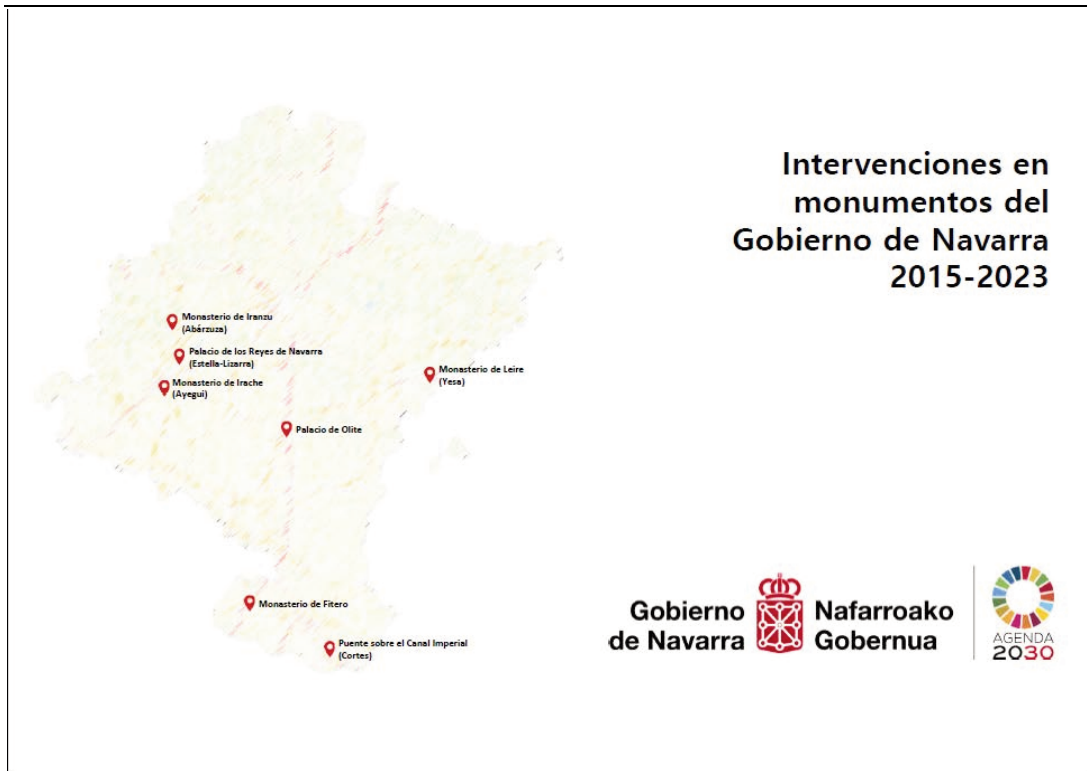 Intervenciones en
monumentos del
Gobierno de Navarra
2015-2023
Monasterio de Iranzu
(Abárzuza)
Palacio de los Reyes de Navarra
(Estella-Lizarra)
Monasterio de Irache
(Ayegui)
Monasterio de Leire
(Yesa)
Palacio de Olite
Monasterio de Fitero
Puente sobre el Canal Imperial
(Cortes)
Gobierno
de Navarra
Nafarroako
Gobernua
AGENDA
2030